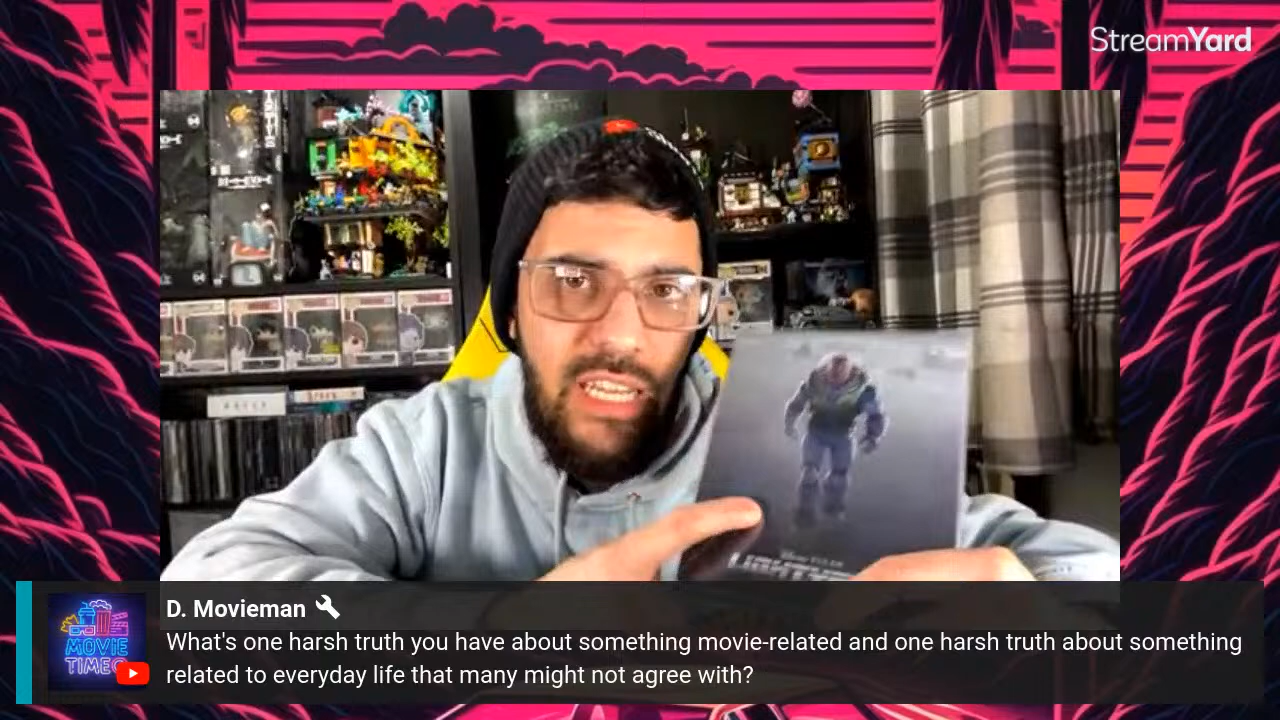 StreamYard
D. Movieman
What's one harsh truth you have about something movie-related and one harsh truth about something
related to everyday life that many might not agree with?
MOVIE
TIME